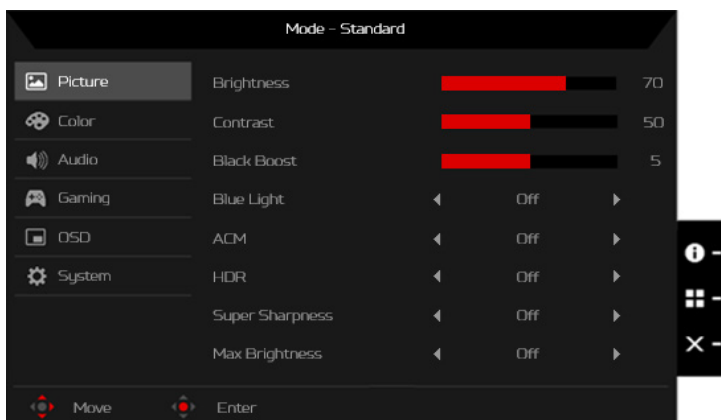 Mode - Standard
Picture
Brightness 70
Color
Contrast 50
Audio
Black Boost 5
Gaming
Blue Light Off
OSD
ACM Off
System
HDR Off
Super Sharpness Off
Max Brightness Off
Move Enter